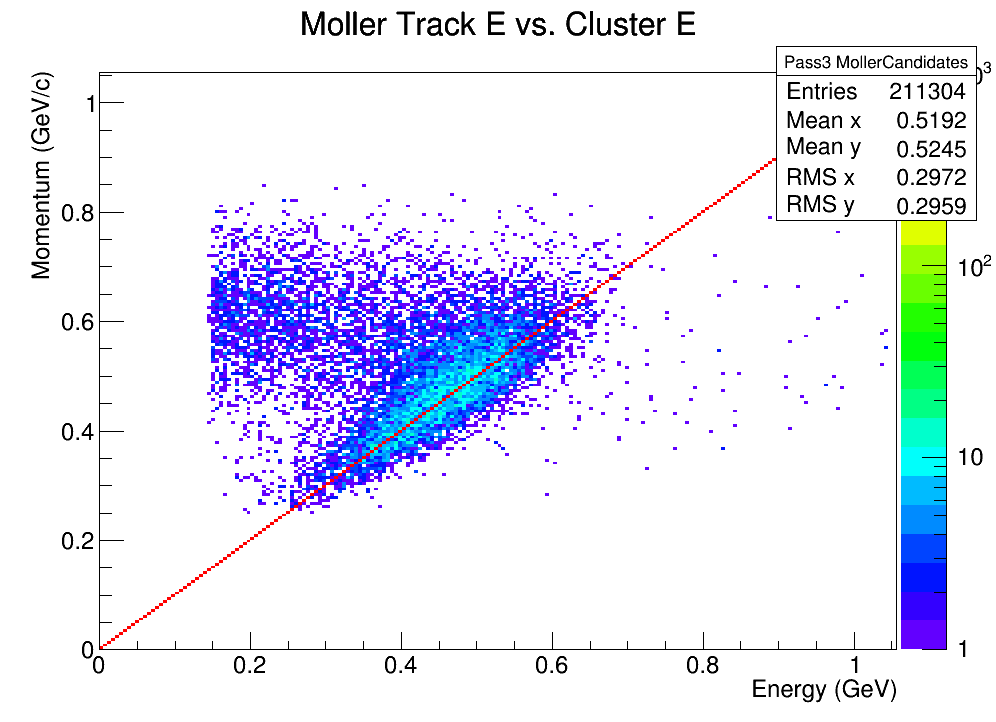 Moller Track E vs. Cluster E
Pass3 MollerCandidates
Entries 211304
Mean x 0.5192
Mean y 0.5245
RMS x 0.2972
RMS y 0.2959
Momentum (GeV/c)
1
0.8
0.6
0.4
0.2
0
0 0.2 0.4 0.6 0.8 1
Energy (GeV)
10²
10
1